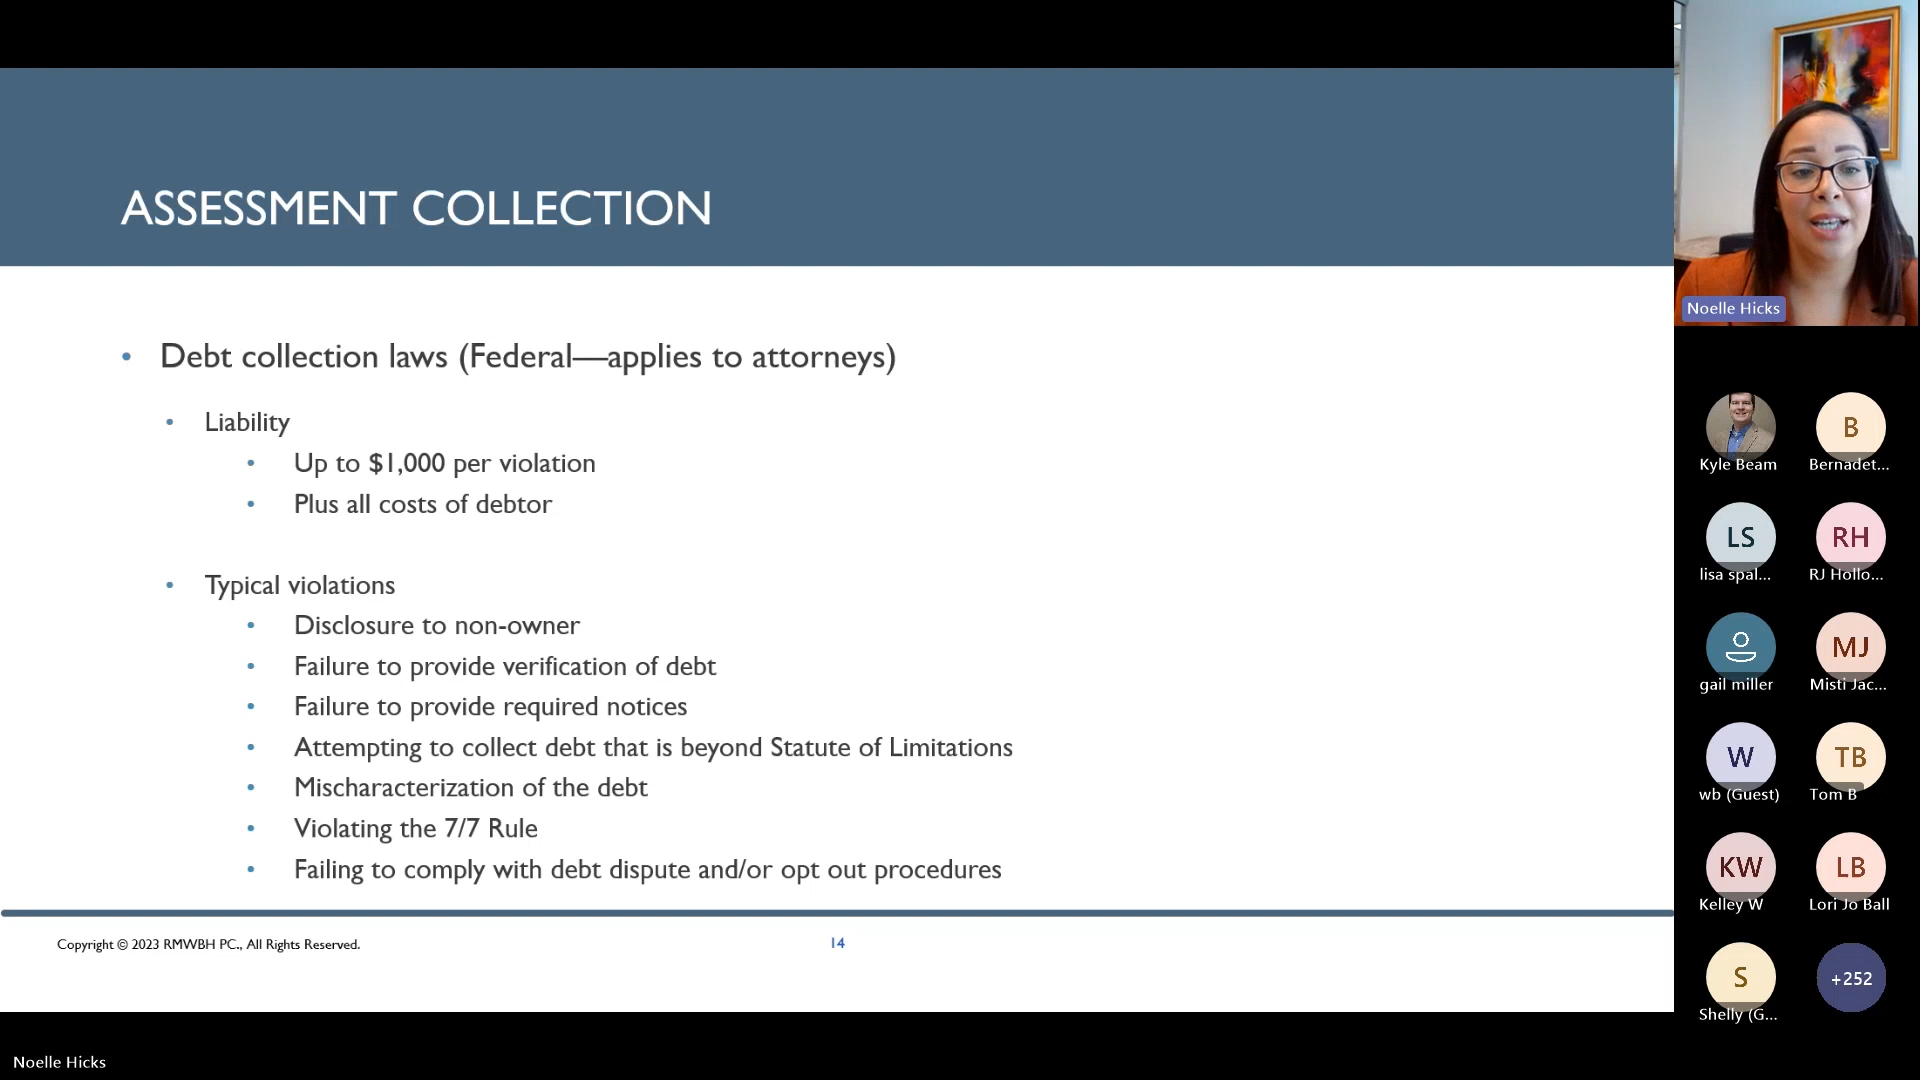 ASSESSMENT COLLECTION
• Debt collection laws (Federal—applies to attorneys)
• Liability
• Up to $1,000 per violation
• Plus all costs of debtor
• Typical violations
• Disclosure to non-owner
• Failure to provide verification of debt
• Failure to provide required notices
• Attempting to collect debt that is beyond Statute of Limitations
• Mischaracterization of the debt
• Violating the 7/7 Rule
• Failing to comply with debt dispute and/or opt out procedures
Copyright © 2023 RMWBH PC., All Rights Reserved.
14
Noelle Hicks
Noelle Hicks
Kyle Beam
B
Bernadet...
LS
lisa spal...
RH
RJ Hollo...
gail miller
MJ
Misti Jac...
W
wb (Guest)
TB
Tom B
KW
Kelley W
LB
Lori Jo Ball
S
Shelly (G...
+252